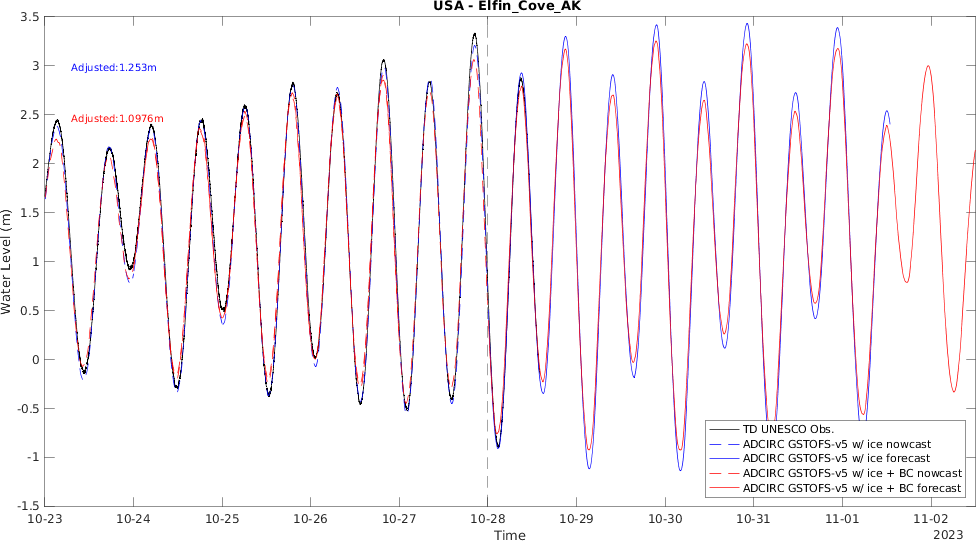 USA - Elfin_Cove_AK
3.5
3
2.5
2
1.5
1
0.5
0
-0.5
-1
-1.5
Water Level (m)
Adjusted:1.253m
Adjusted:1.0976m
TD UNESCO Obs.
ADCIRC GSTOFS-v5 w/ ice nowcast
ADCIRC GSTOFS-v5 w/ ice forecast
ADCIRC GSTOFS-v5 w/ ice + BC nowcast
ADCIRC GSTOFS-v5 w/ ice + BC forecast
10-23 10-24 10-25 10-26 10-27 10-28 10-29 10-30 10-31 11-01 11-02
Time
2023